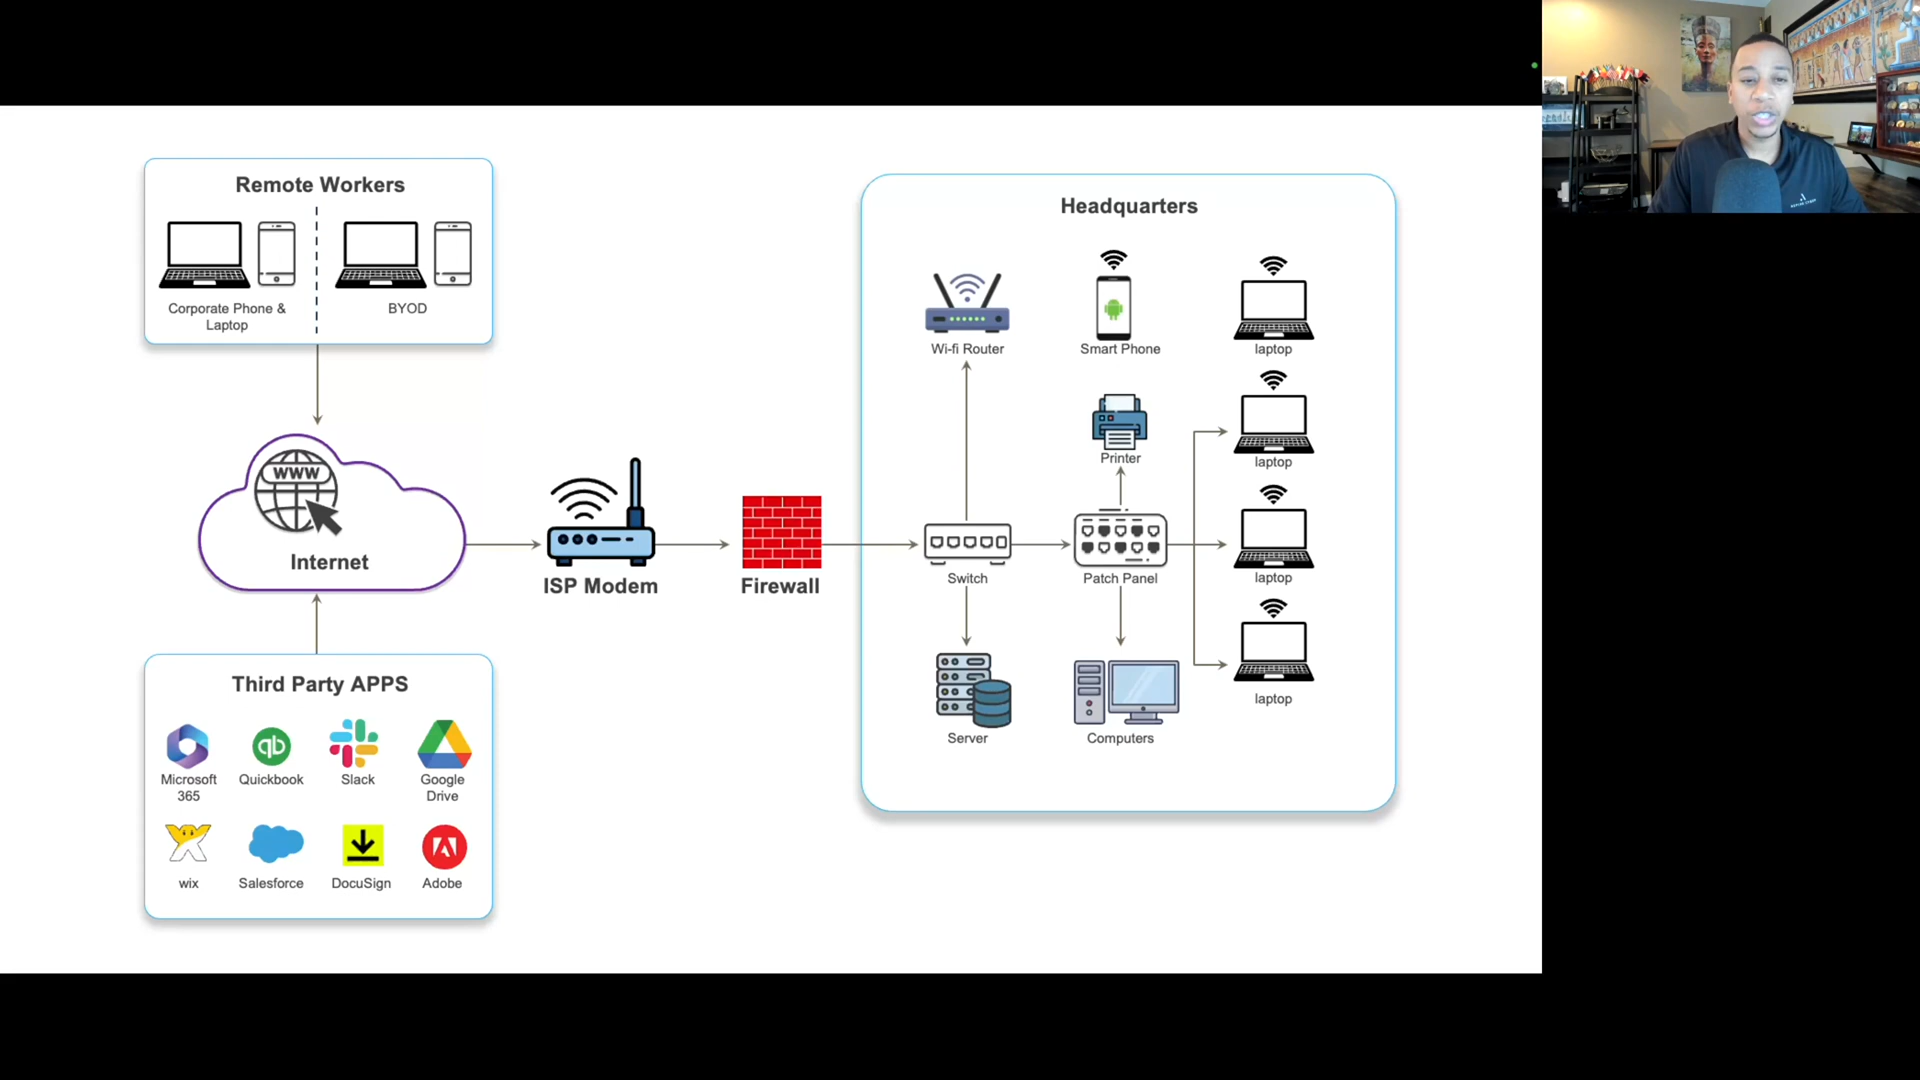 Remote Workers
Corporate Phone &
Laptop
BYOD
WWW
Internet
Third Party APPS
Microsoft
365
qb
Quickbook
Slack
Google
Drive
wix
Salesforce
DocuSign
Adobe
ISP Modem
Firewall
Headquarters
Wi-fi Router
Smart Phone
laptop
Printer
laptop
Switch
Patch Panel
laptop
Server
Computers
laptop